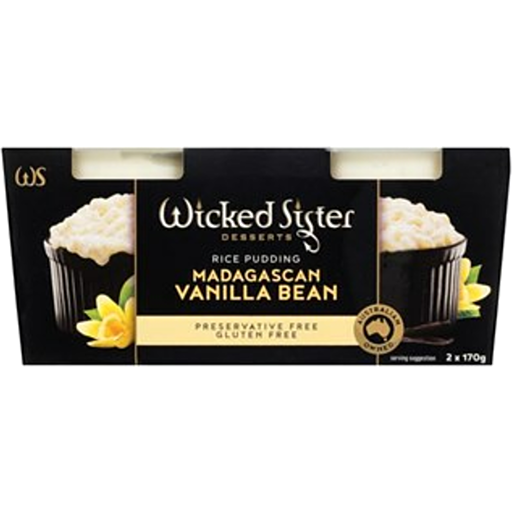 WS
Wicked Sister
DESSERTS
RICE PUDDING
MADAGASCAN
VANILLA BEAN
PRESERVATIVE FREE
GLUTEN FREE
AUSTRALIAN
OWNED
serving suggestion
2 x 170g